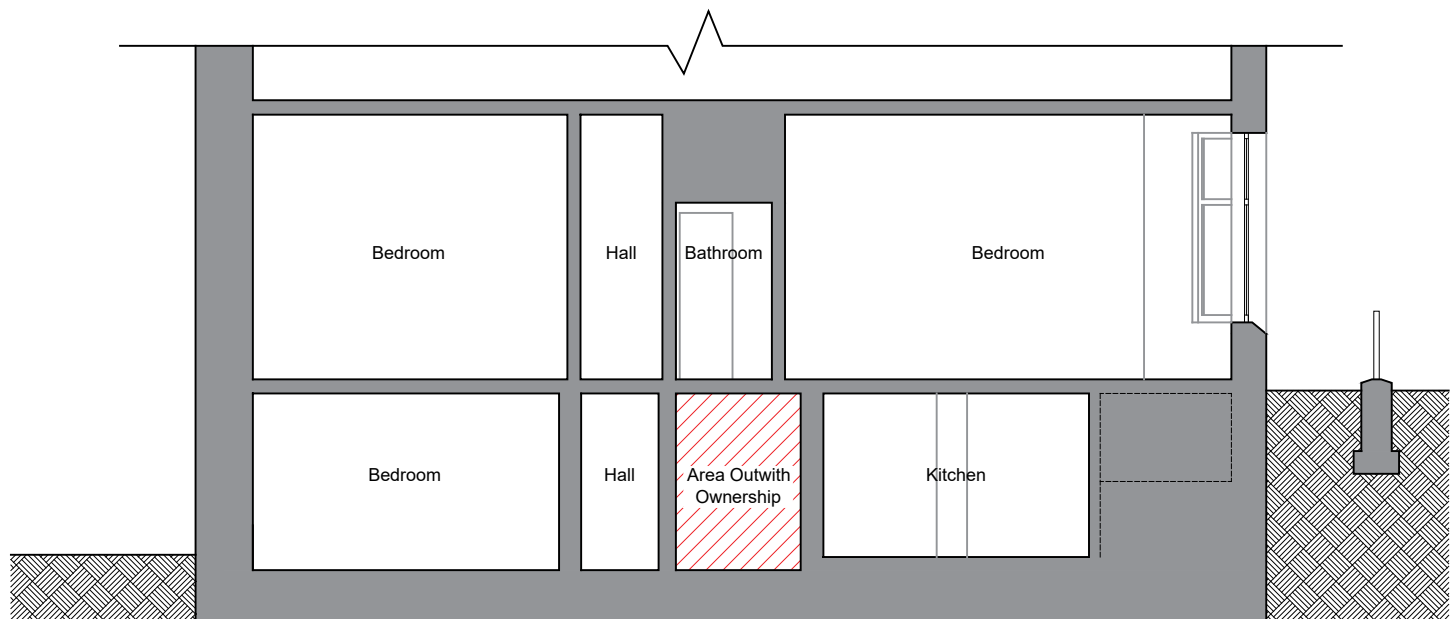 Bedroom
Hall
Bathroom
Bedroom
Bedroom
Hall
Area Outwith
Ownership
Kitchen